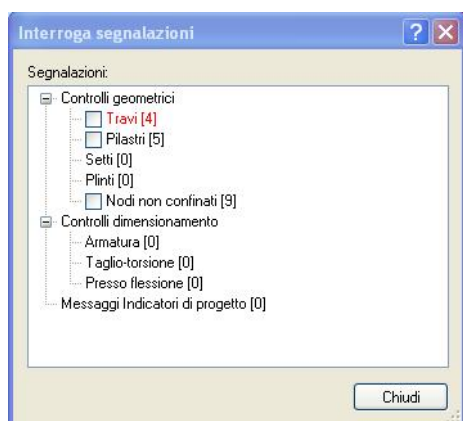 Interroga segnalazioni
Segnalazioni:
Controlli geometrici
Travi [4]
Pilastri [5]
Setti [0]
Plinti [0]
Nodi non confinati [9]
Controlli dimensionamento
Armatura [0]
Taglio-torsione [0]
Presso flessione [0]
Messaggi Indicatori di progetto [0]
Chiudi